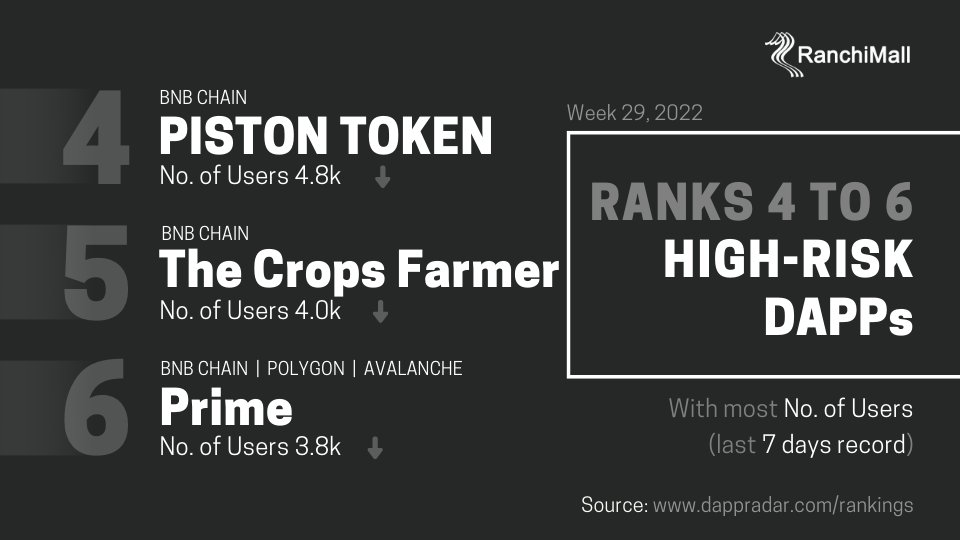 RanchiMall
4
BNB CHAIN
PISTON TOKEN
No. of Users 4.8k
5
BNB CHAIN
The Crops Farmer
No. of Users 4.0k
6
BNB CHAIN | POLYGON | AVALANCHE
Prime
No. of Users 3.8k
Week 29, 2022
RANKS 4 TO 6
HIGH-RISK
DAPPs
With most No. of Users
(last 7 days record)
Source: www.dappradar.com/rankings